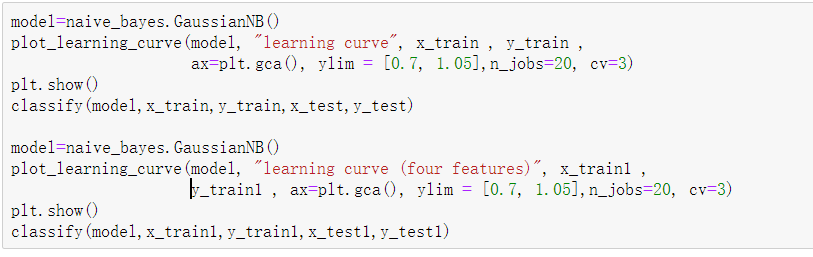 model=naive_bayes.GaussianNB()
plot_learning_curve(model, "learning curve", x_train , y_train ,
ax=plt.gca(), ylim = [0.7, 1.05],n_jobs=20, cv=3)
plt.show()
classify(model,x_train,y_train,x_test,y_test)
model=naive_bayes.GaussianNB()
plot_learning_curve(model, "learning curve (four features)", x_train1 ,
y_train1 , ax=plt.gca(), ylim = [0.7, 1.05],n_jobs=20, cv=3)
plt.show()
classify(model,x_train1,y_train1,x_test1,y_test1)